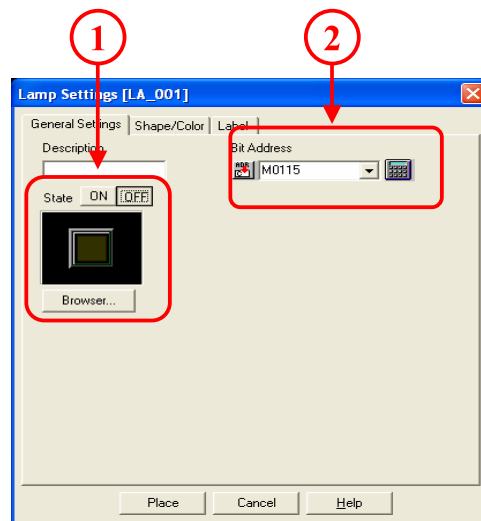 1 2
Lamp Settings [LA_001]
General Settings Shape/Color Label
Description Bit Address
ADR M0115
State ON OFF
Browser...
Place Cancel Help